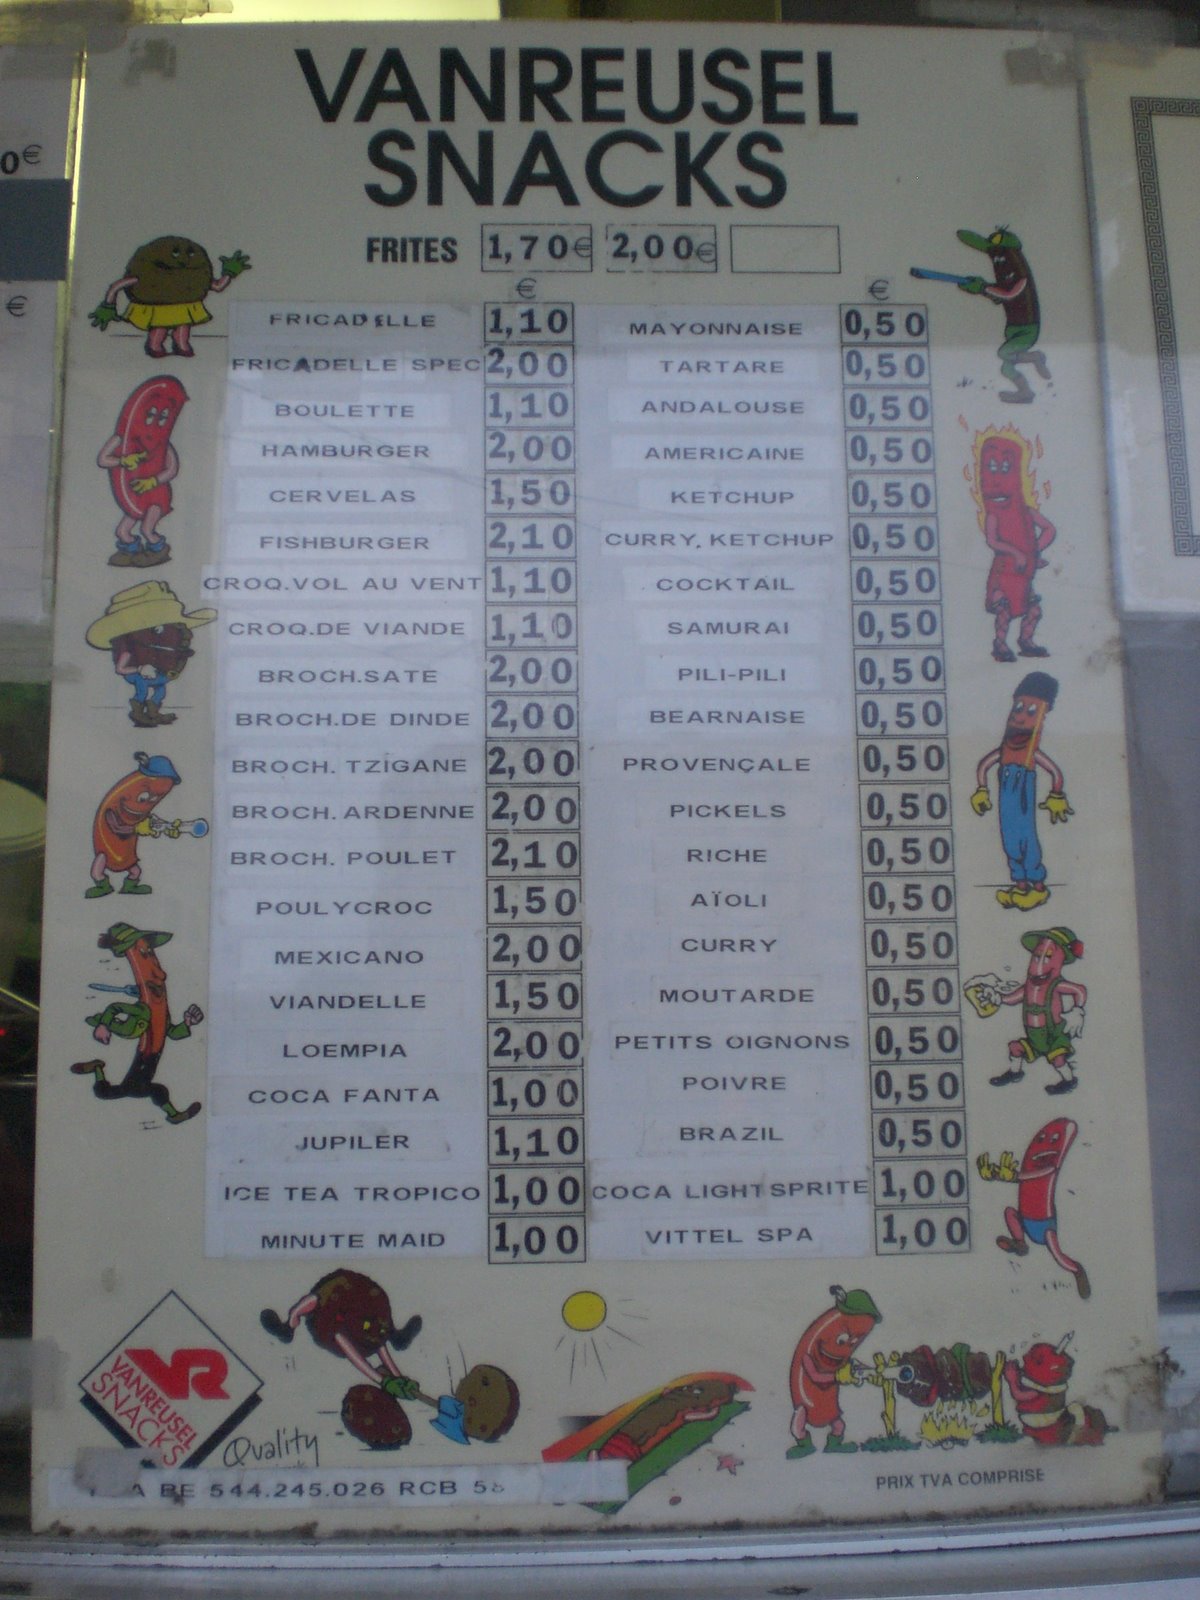 VANREUSEL
SNACKS
0€
€
FRITES 1,70€ 2,00€
€ €
FRICADELLE 1,10 MAYONNAISE 0,50
FRICADELLE SPEC 2,00 TARTARE 0,50
BOULETTE 1,10 ANDALOUSE 0,50
HAMBURGER 2,00 AMERICAINE 0,50
CERVELAS 1,50 KETCHUP 0,50
FISHBURGER 2,10 CURRY. KETCHUP 0,50
CROQ.VOL AU VENT 1,10 COCKTAIL 0,50
CROQ.DE VIANDE 1,10 SAMURAI 0,50
BROCH.SATE 2,00 PILI-PILI 0,50
BROCH.DE DINDE 2,00 BEARNAISE 0,50
BROCH. TZIGANE 2,00 PROVENÇALE 0,50
BROCH. ARDENNE 2,00 PICKELS 0,50
BROCH. POULET 2,10 RICHE 0,50
POULYCROC 1,50 AÏOLI 0,50
MEXICANO 2,00 CURRY 0,50
VIANDELLE 1,50 MOUTARDE 0,50
LOEMPIA 2,00 PETITS OIGNONS 0,50
COCA FANTA 1,00 POIVRE 0,50
JUPILER 1,10 BRAZIL 0,50
ICE TEA TROPICO 1,00 COCA LIGHT SPRITE 1,00
MINUTE MAID 1,00 VITTEL SPA 1,00
VR
VANREUSEL
SNACKS
Quality
BE 544.245.026 RCB
PRIX TVA COMPRISE